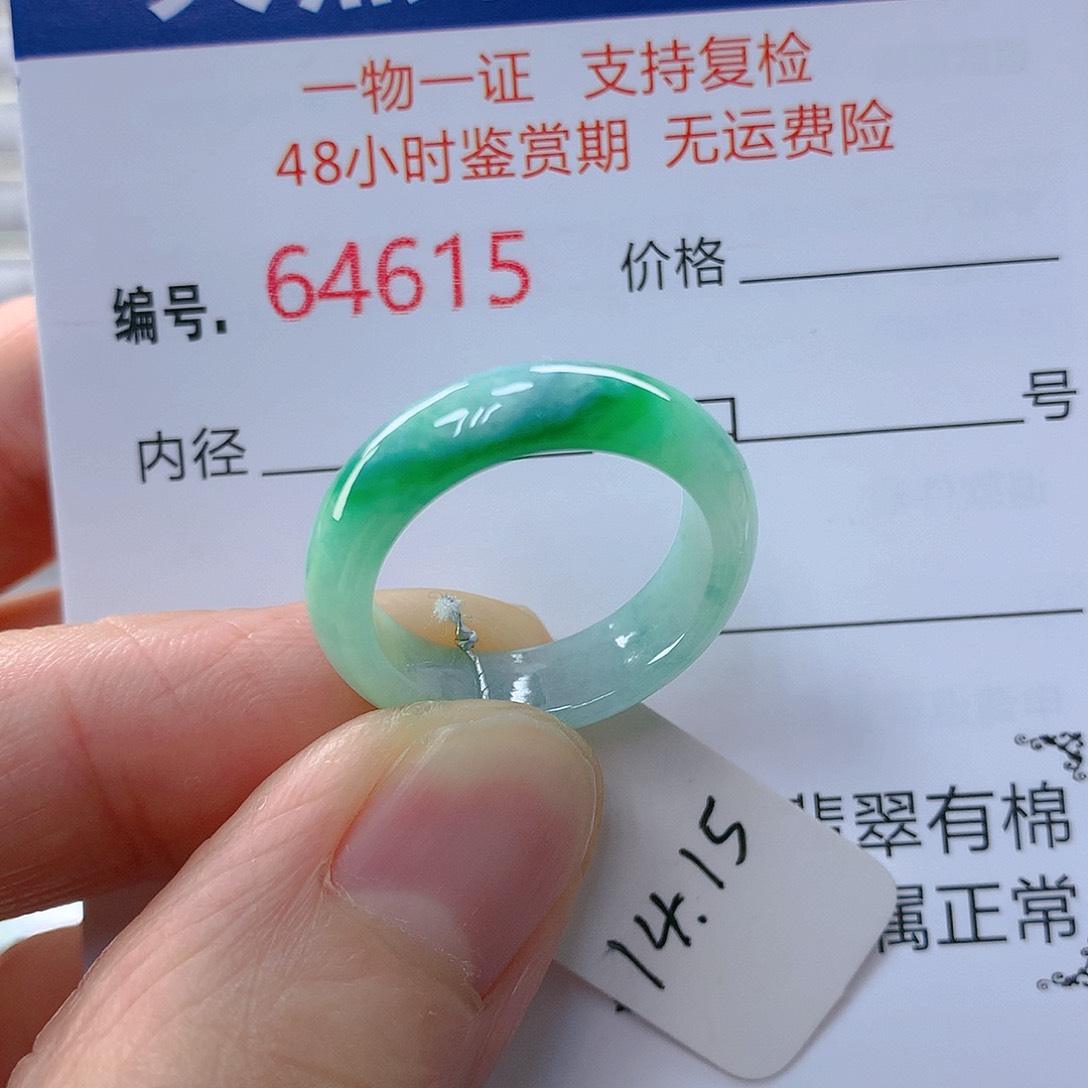 一物一证 支持复检
48小时鉴赏期 无运费险
编号. 64615 价格
内径 口 号
翡翠有棉
属正常
14.15